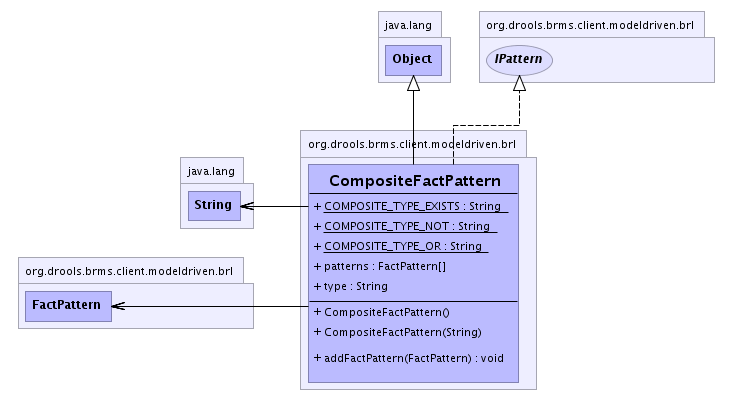 java.lang
Object
org.drools.brms.client.modeldriven.brl
IPattern
org.drools.brms.client.modeldriven.brl
CompositeFactPattern
+ COMPOSITE_TYPE_EXISTS : String
+ COMPOSITE_TYPE_NOT : String
+ COMPOSITE_TYPE_OR : String
+ patterns : FactPattern[]
+ type : String
+ CompositeFactPattern()
+ CompositeFactPattern(String)
+ addFactPattern(FactPattern) : void
java.lang
String
org.drools.brms.client.modeldriven.brl
FactPattern